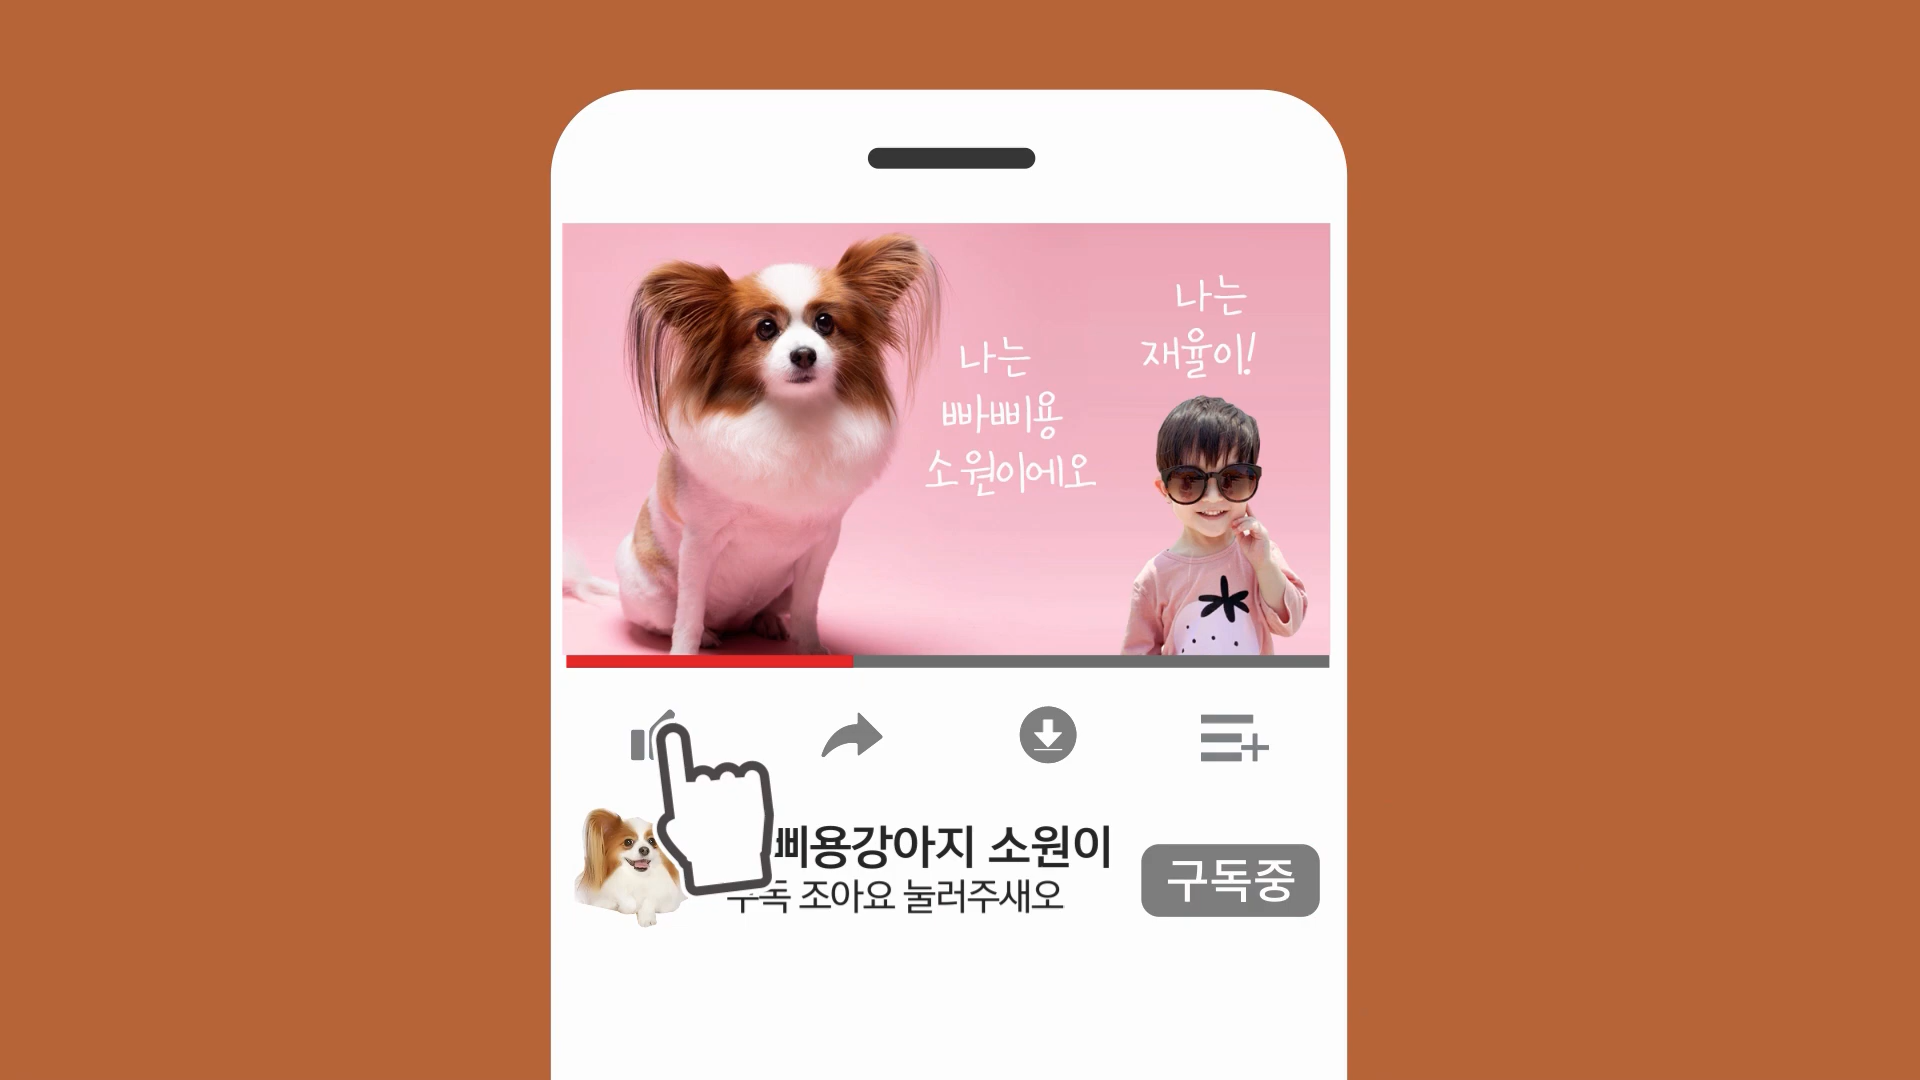 나는
재율이!
나는
빠삐용
소원이에오
삐용강아지 소원이
구독 조아요 눌러주새오
구독중